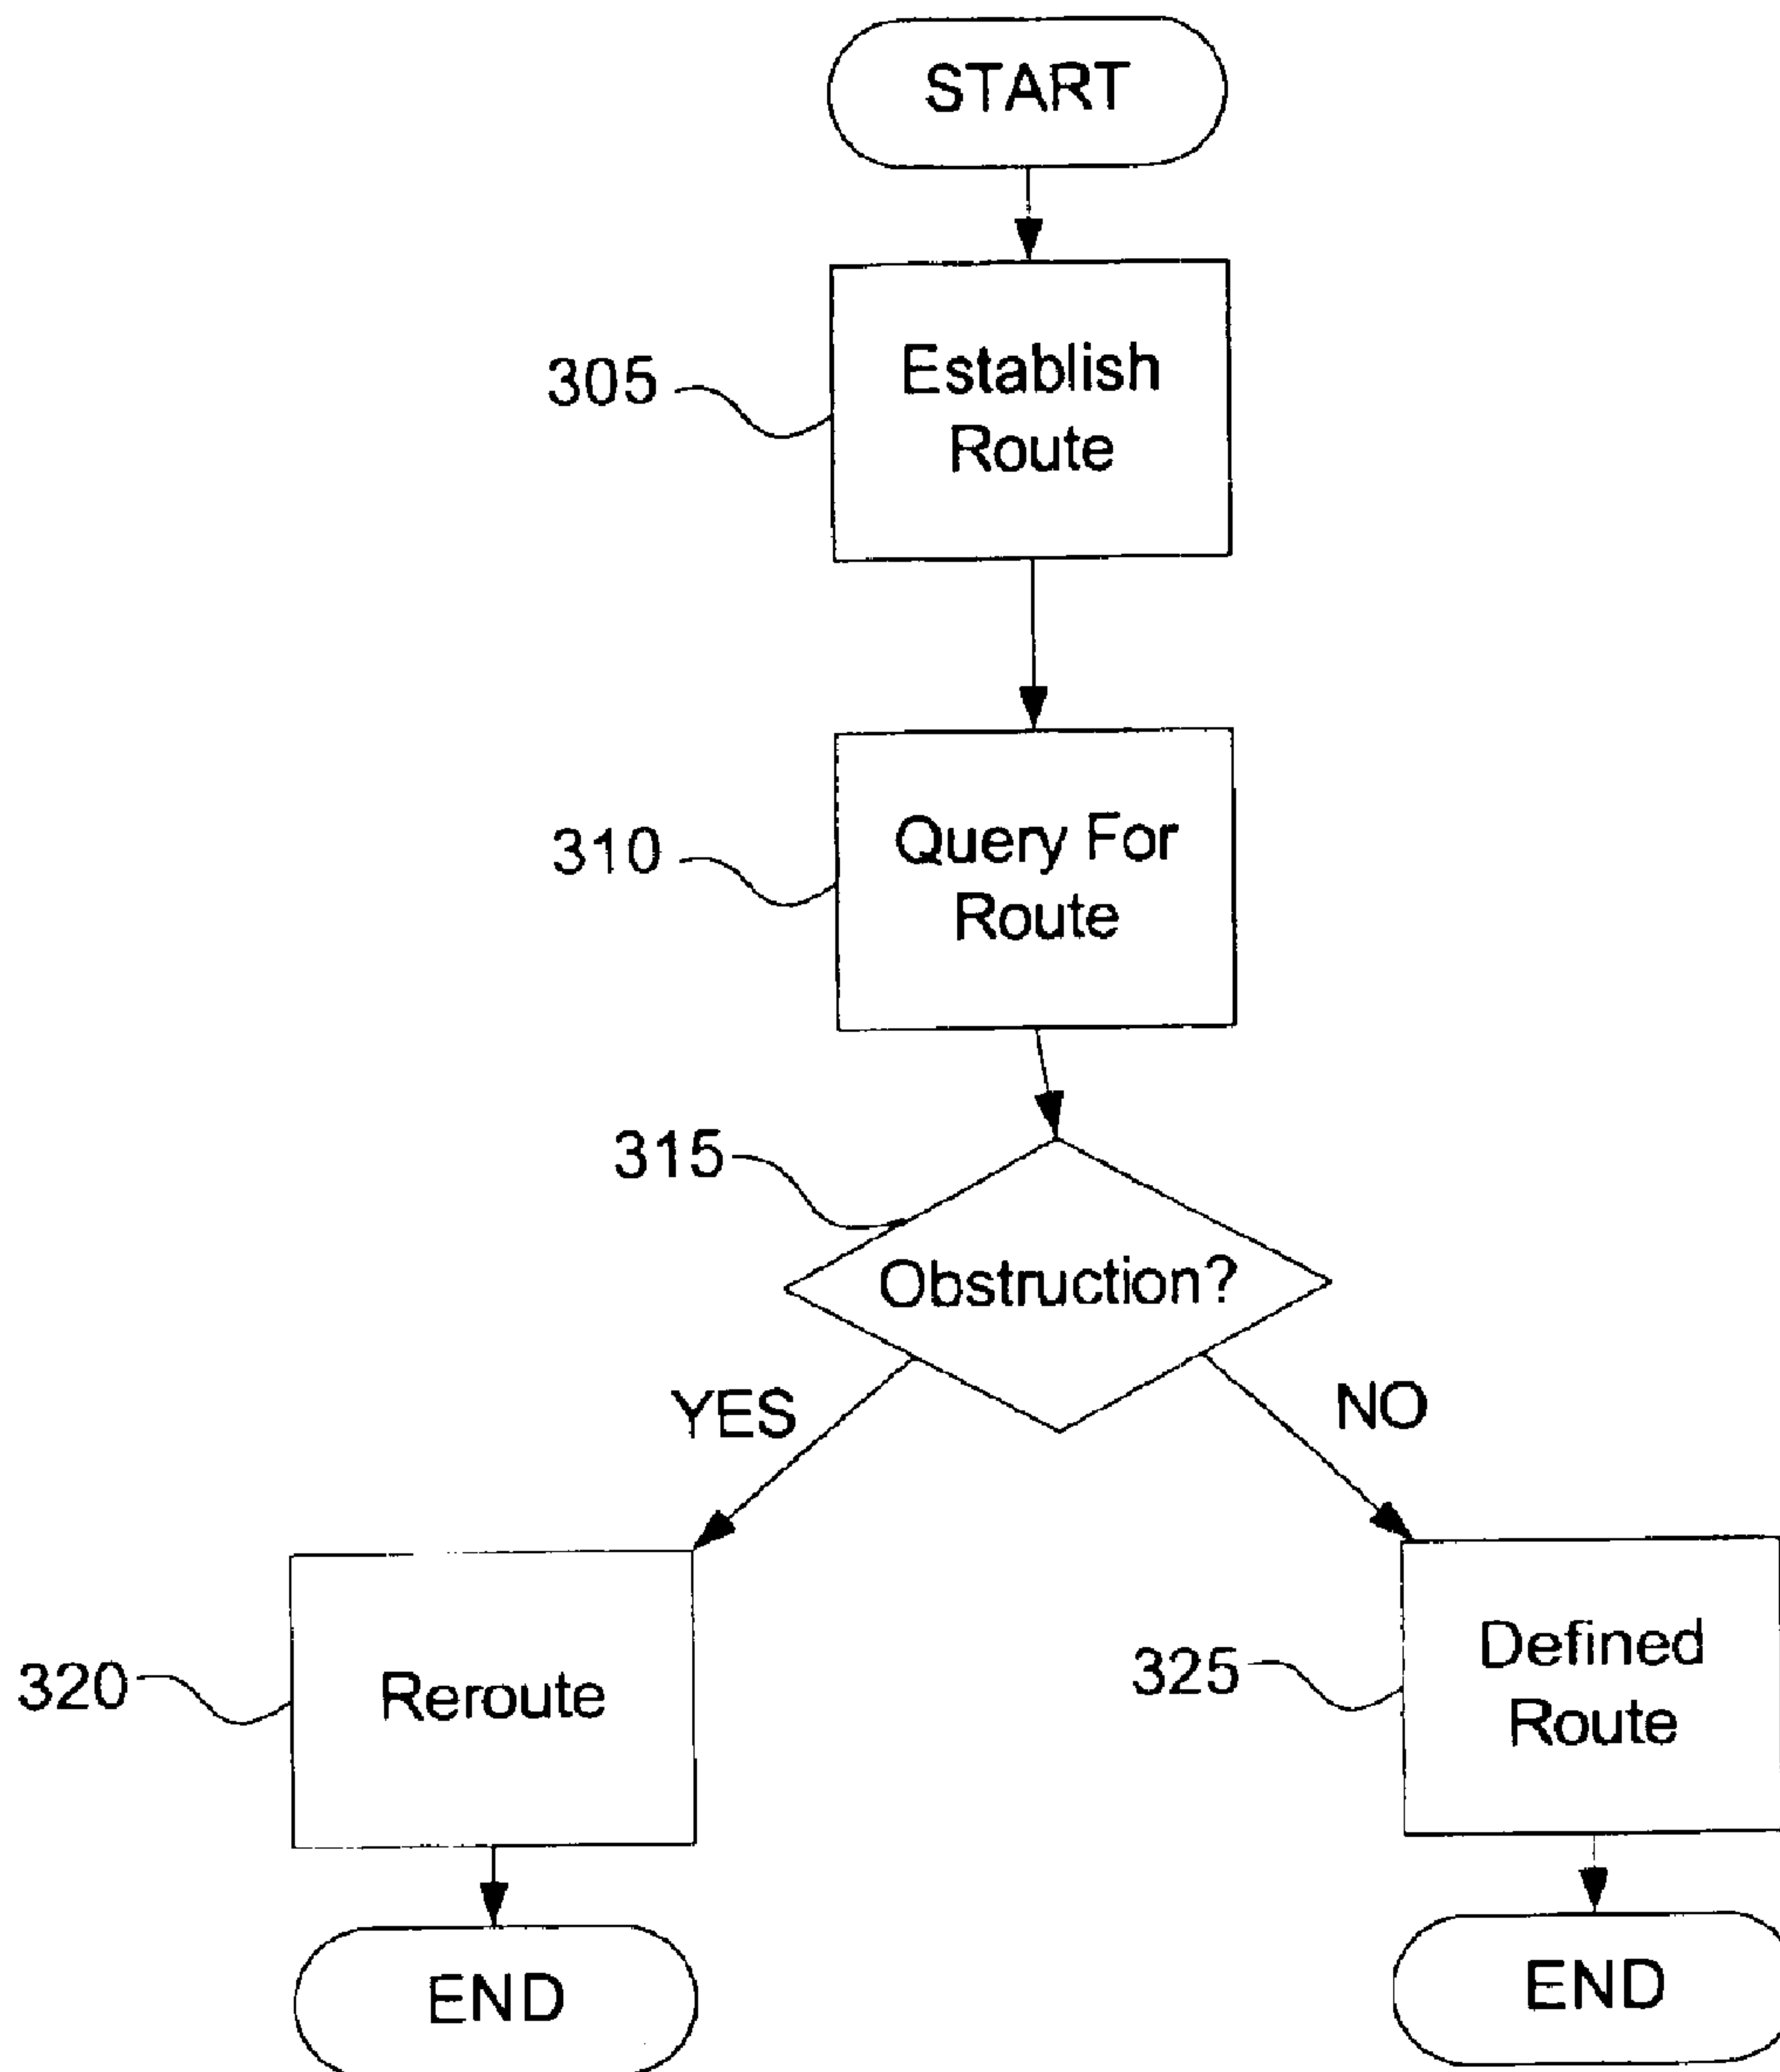 START
305
Establish
Route
310
Query For
Route
315
Obstruction?
YES
NO
320
Reroute
325
Defined
Route
END
END